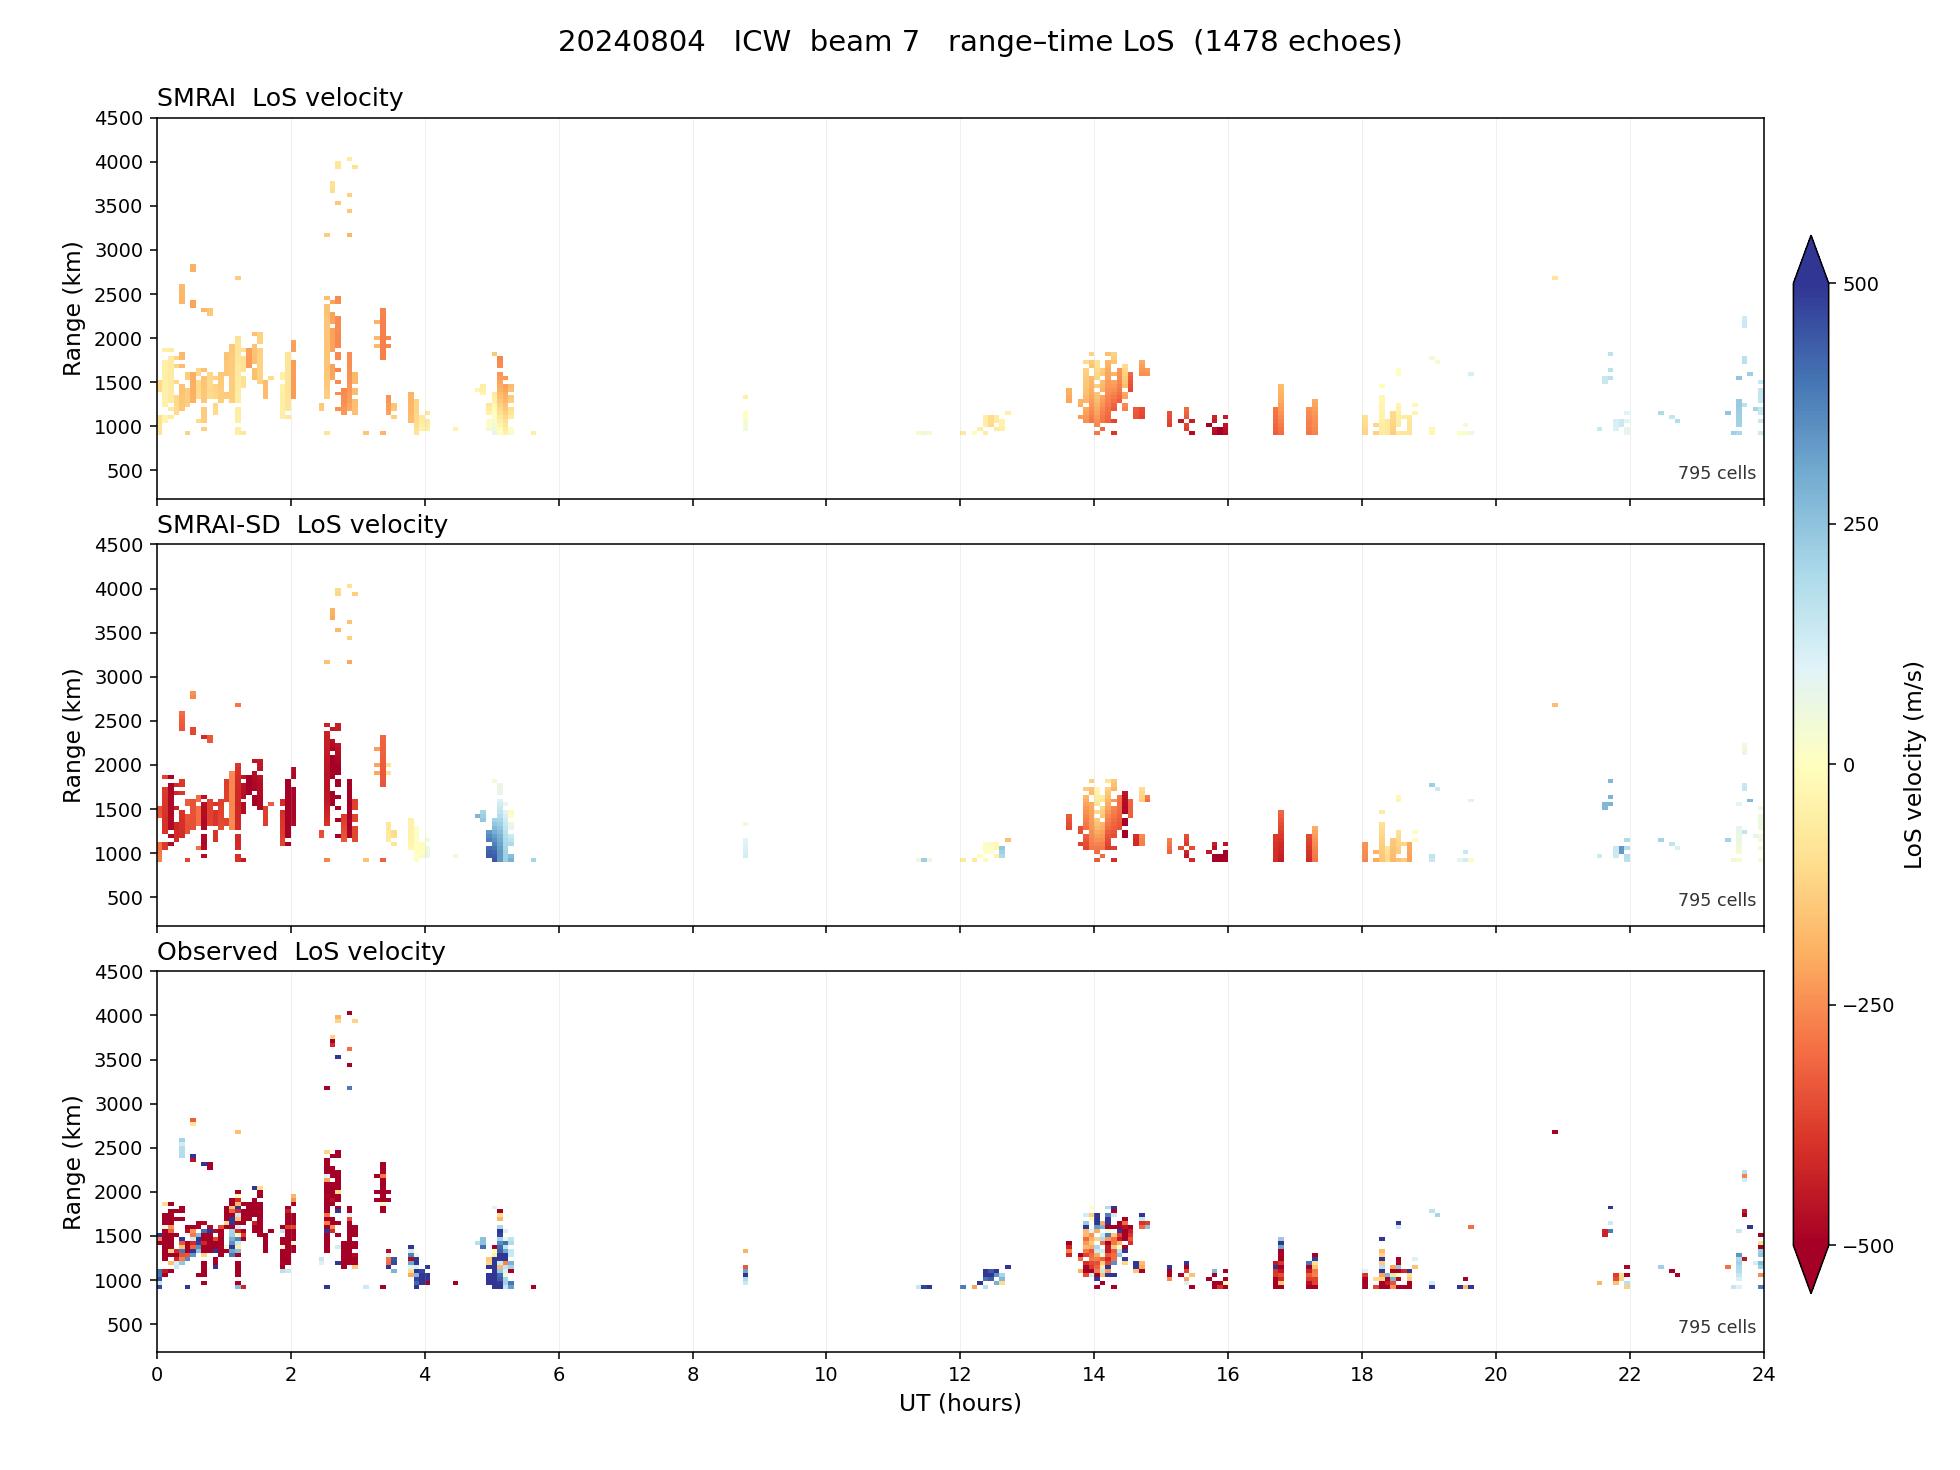 20240804   ICW  beam 7   range–time LoS  (1478 echoes)
SMRAI  LoS velocity
4500
4000
3500
3000
2500
2000
1500
1000
500
Range (km)
795 cells
SMRAI-SD  LoS velocity
4500
4000
3500
3000
2500
2000
1500
1000
500
Range (km)
795 cells
Observed  LoS velocity
4500
4000
3500
3000
2500
2000
1500
1000
500
Range (km)
795 cells
0 2 4 6 8 10 12 14 16 18 20 22 24
UT (hours)
500
250
0
−250
−500
LoS velocity (m/s)